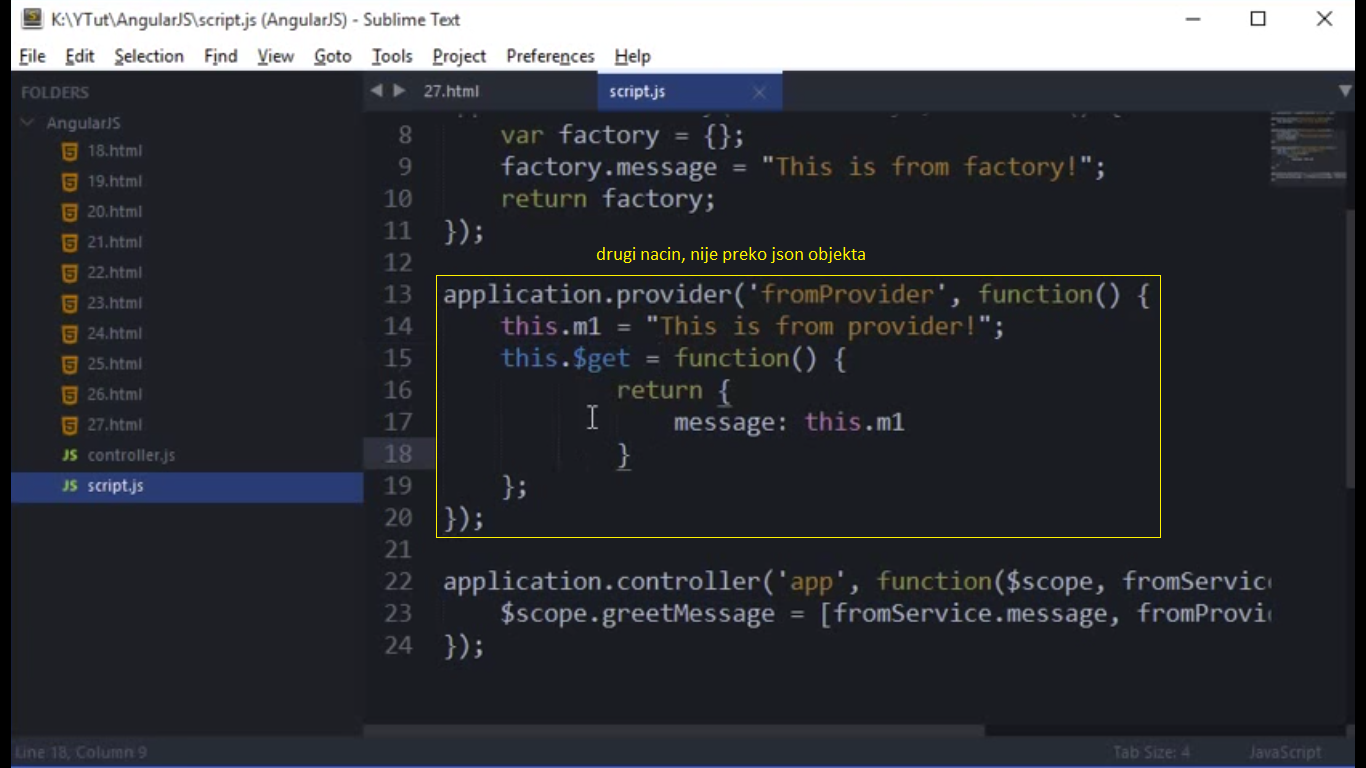 K:\YTut\AngularJS\script.js (AngularJS) - Sublime Text
File Edit Selection Find View Goto Tools Project Preferences Help
FOLDERS
AngularJS
18.html
19.html
20.html
21.html
22.html
23.html
24.html
25.html
26.html
27.html
JS controller.js
JS script.js
27.html script.js
8 var factory = {};
9 factory.message = "This is from factory!";
10 return factory;
11 });
12
drugi nacin, nije preko json objekta
13 application.provider('fromProvider', function() {
14 this.m1 = "This is from provider!";
15 this.$get = function() {
16 return {
17 message: this.m1
18 }
19 };
20 });
21
22 application.controller('app', function($scope, fromServic
23 $scope.greetMessage = [fromService.message, fromProvi
24 });
Line 18, Column 9 Tab Size: 4 JavaScript